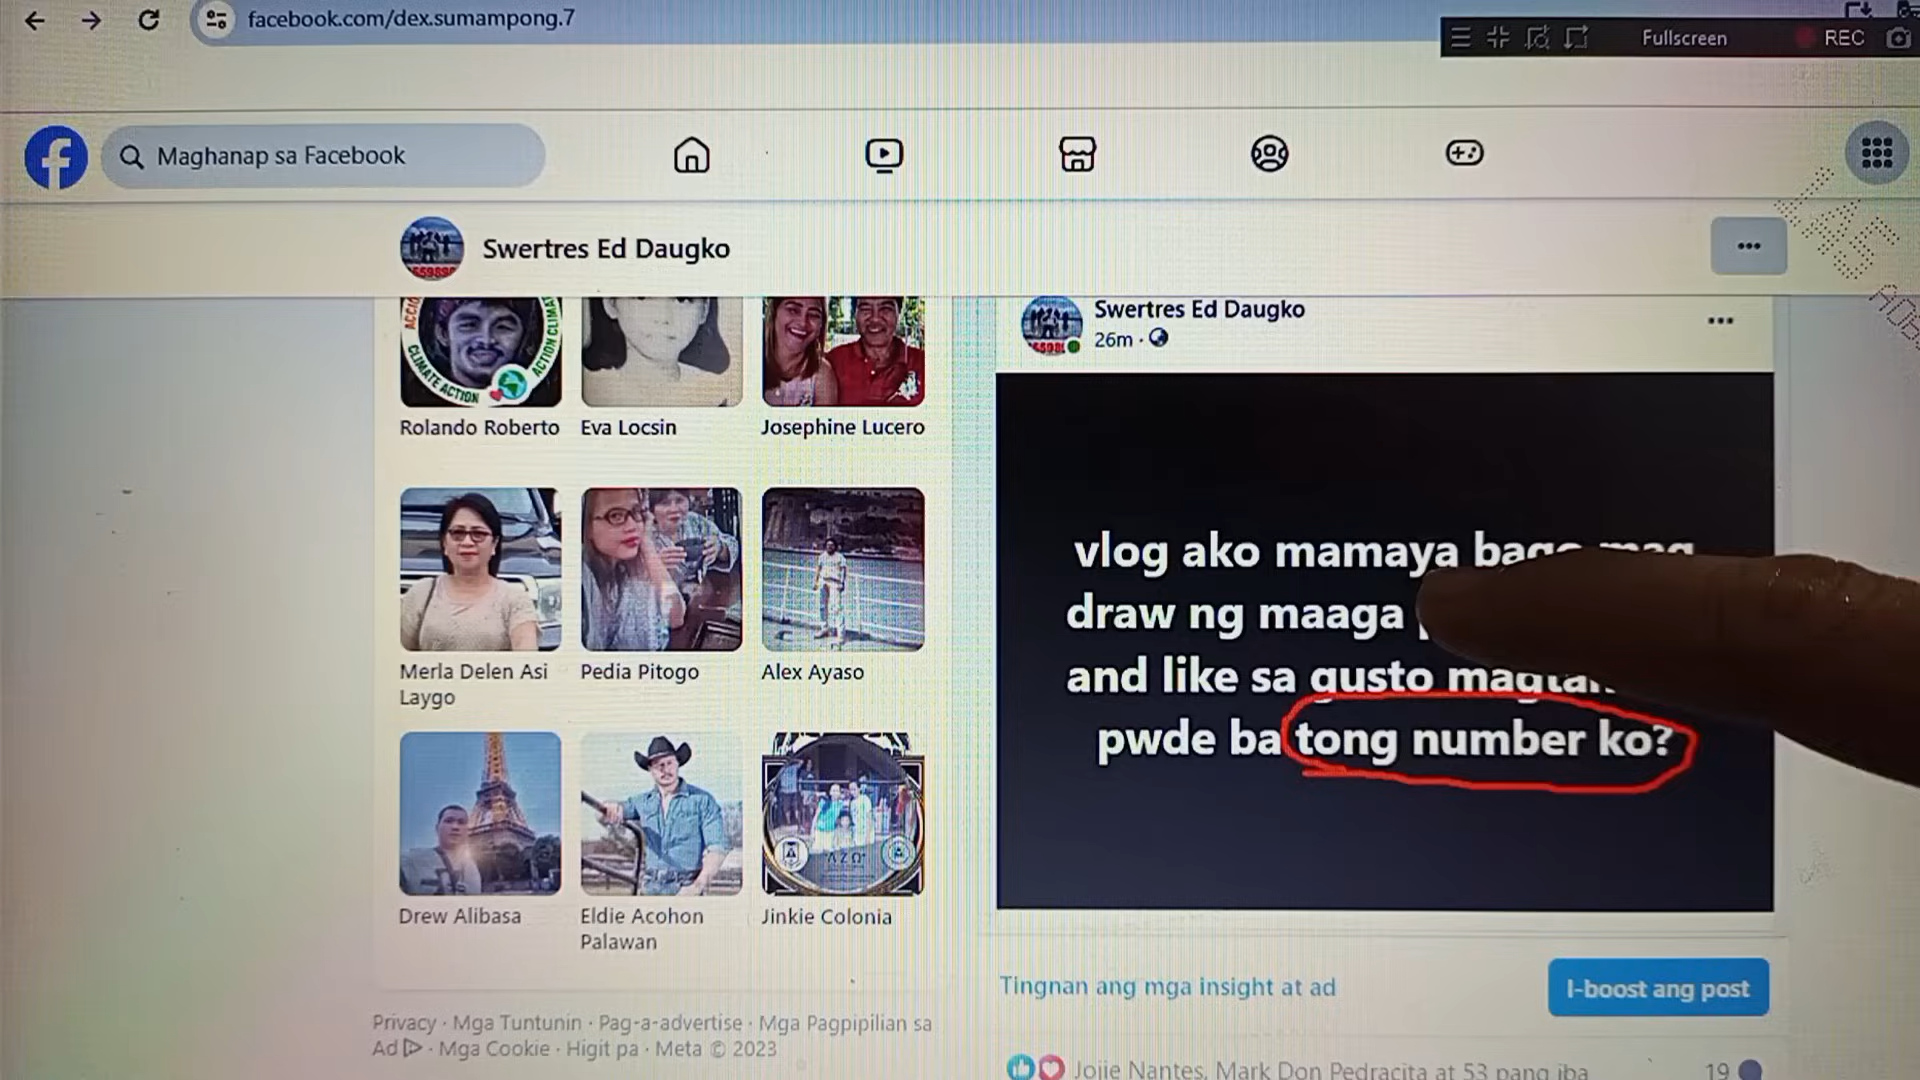 facebook.com/dex.sumampong.7
Fullscreen
REC
Maghanap sa Facebook
Swertres Ed Daugko
Swertres Ed Daugko
26m
CLIMATE ACTION
Rolando Roberto
Eva Locsin
Josephine Lucero
Merla Delen Asi
Laygo
Pedia Pitogo
Alex Ayaso
Drew Alibasa
Eldie Acohon
Palawan
Jinkie Colonia
vlog ako mamaya bago mag
draw ng maaga
and like sa gusto
pwde ba tong number ko?
Tingnan ang mga insight at ad
I-boost ang post
Privacy · Mga Tuntunin · Pag-a-advertise · Mga Pagpipilian sa
Ad · Mga Cookie · Higit pa · Meta © 2023
Jojie Nantes, Mark Don Pedracita at 53 pang iba
19